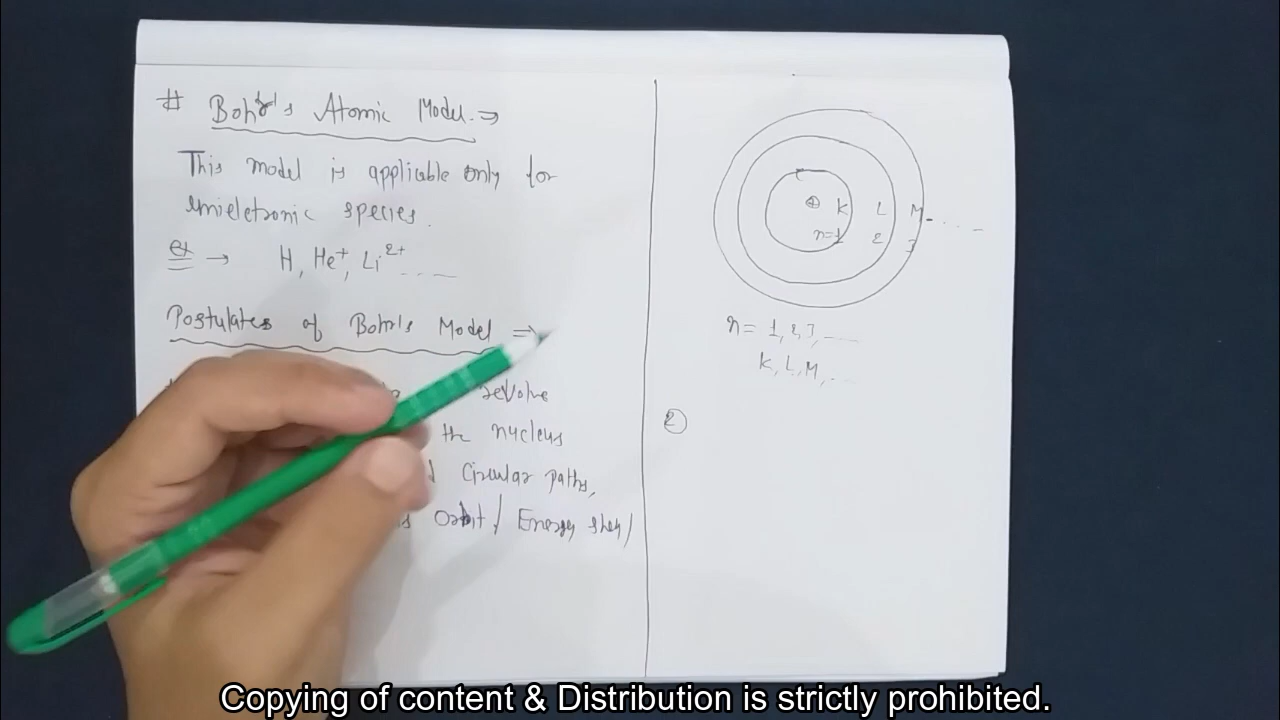 # Bohr's Atomic Model. ⇒
This model is applicable only for
unieletronic species.
ex → H, He⁺, Li²⁺ ......
Postulates of Bohr's Model ⇒
revolve
the nucleus
Circular paths,
Orbit / Energy shell /
K L M- .....
n=1 2 3
n = 1, 2, 3, ......
K, L, M, ...
②
Copying of content & Distribution is strictly prohibited.